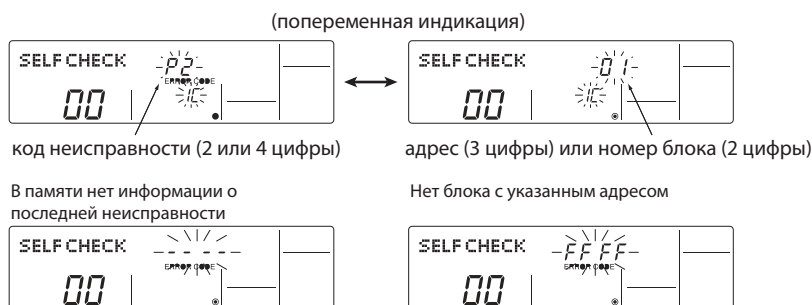 (попеременная индикация)
SELF CHECK P2 ERROR CODE 00 IC
SELF CHECK 01 00 IC
код неисправности (2 или 4 цифры)
адрес (3 цифры) или номер блока (2 цифры)
В памяти нет информации о
последней неисправности
Нет блока с указанным адресом
SELF CHECK - - - - ERROR CODE 00
SELF CHECK FFFF ERROR CODE 00